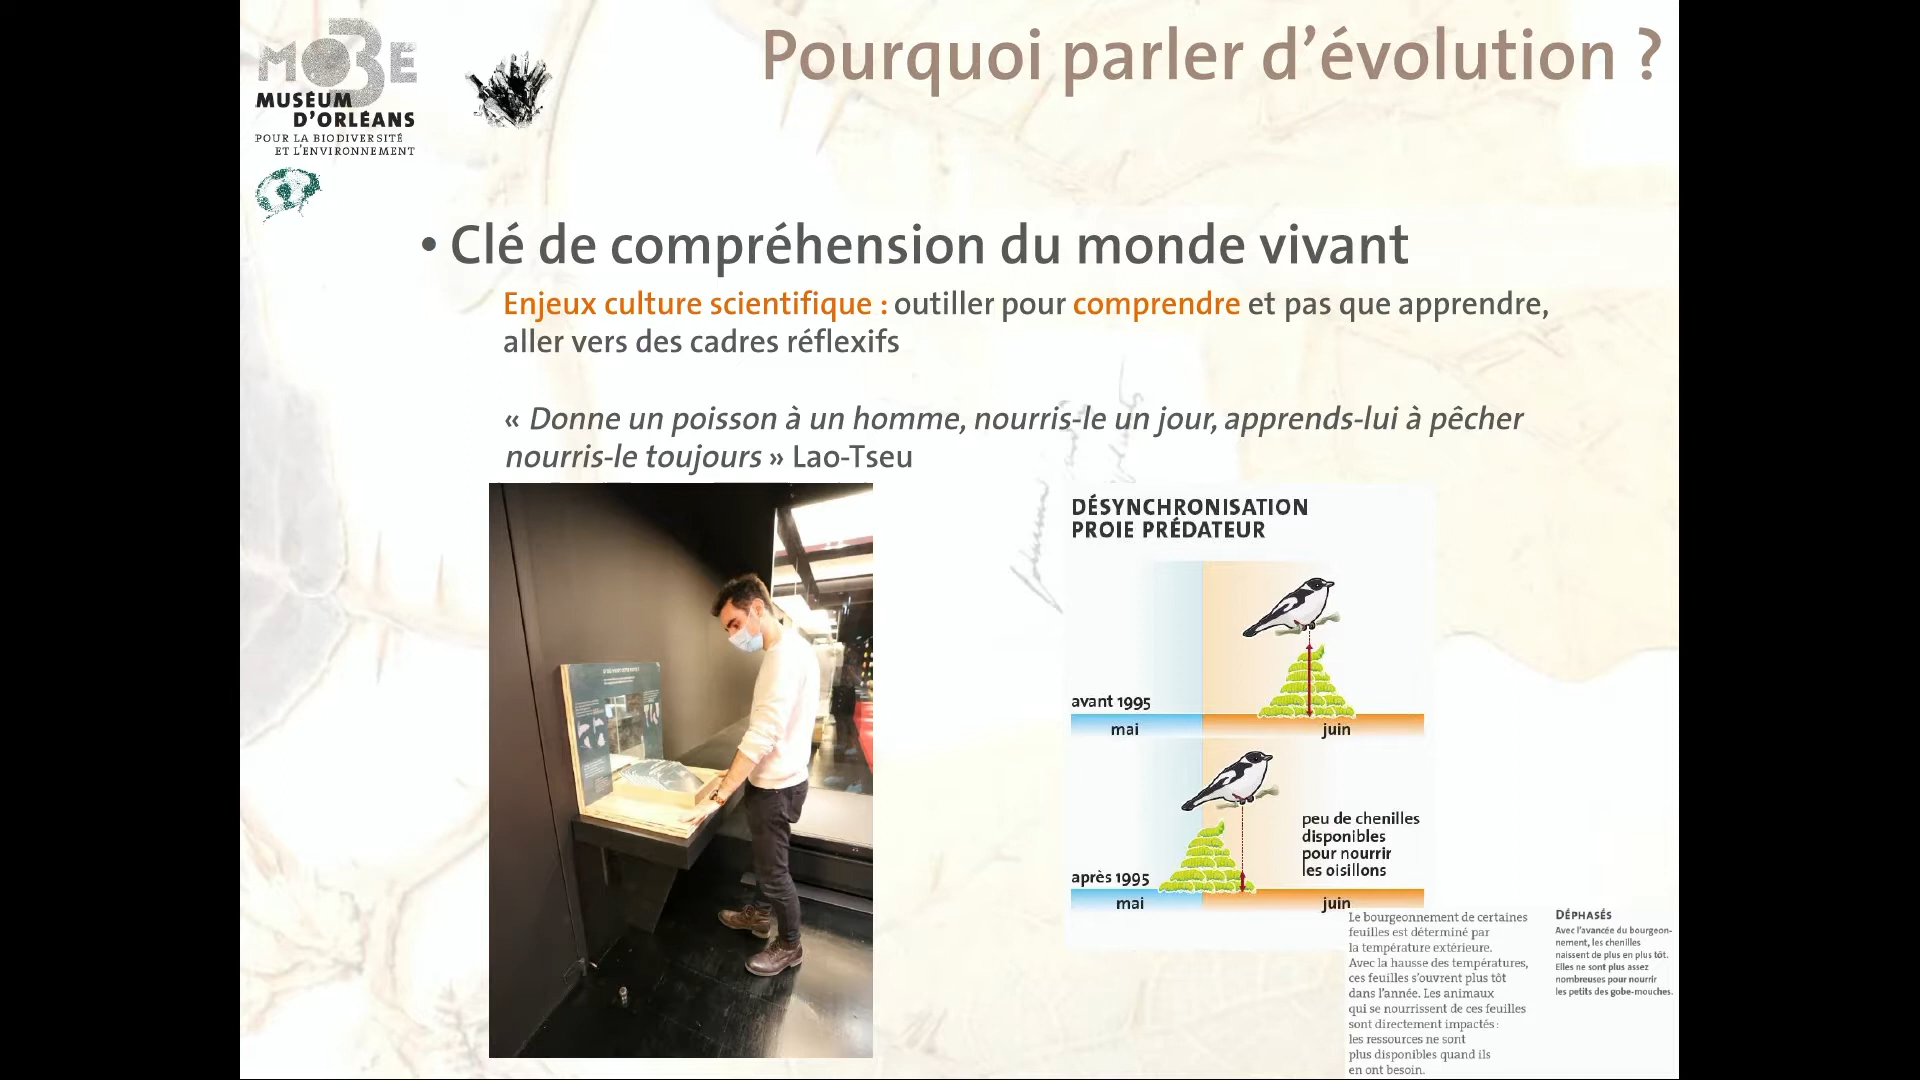 MOBE
MUSÉUM
D'ORLÉANS
POUR LA BIODIVERSITÉ
ET L'ENVIRONNEMENT
Pourquoi parler d'évolution ?
• Clé de compréhension du monde vivant
Enjeux culture scientifique : outiller pour comprendre et pas que apprendre,
aller vers des cadres réflexifs
« Donne un poisson à un homme, nourris-le un jour, apprends-lui à pêcher
nourris-le toujours » Lao-Tseu
DÉSYNCHRONISATION
PROIE PRÉDATEUR
avant 1995
mai
juin
peu de chenilles
disponibles
pour nourrir
les oisillons
après 1995
mai
juin
Le bourgeonnement de certaines
feuilles est déterminé par
la température extérieure.
Avec la hausse des températures,
ces feuilles s'ouvrent plus tôt
dans l'année. Les animaux
qui se nourrissent de ces feuilles
sont directement impactés :
les ressources ne sont
plus disponibles quand ils
en ont besoin.
DÉPHASÉS
Avec l'avancée du bourgeon-
nement, les chenilles
naissent de plus en plus tôt.
Elles ne sont plus assez
nombreuses pour nourrir
les petits des gobe-mouches.